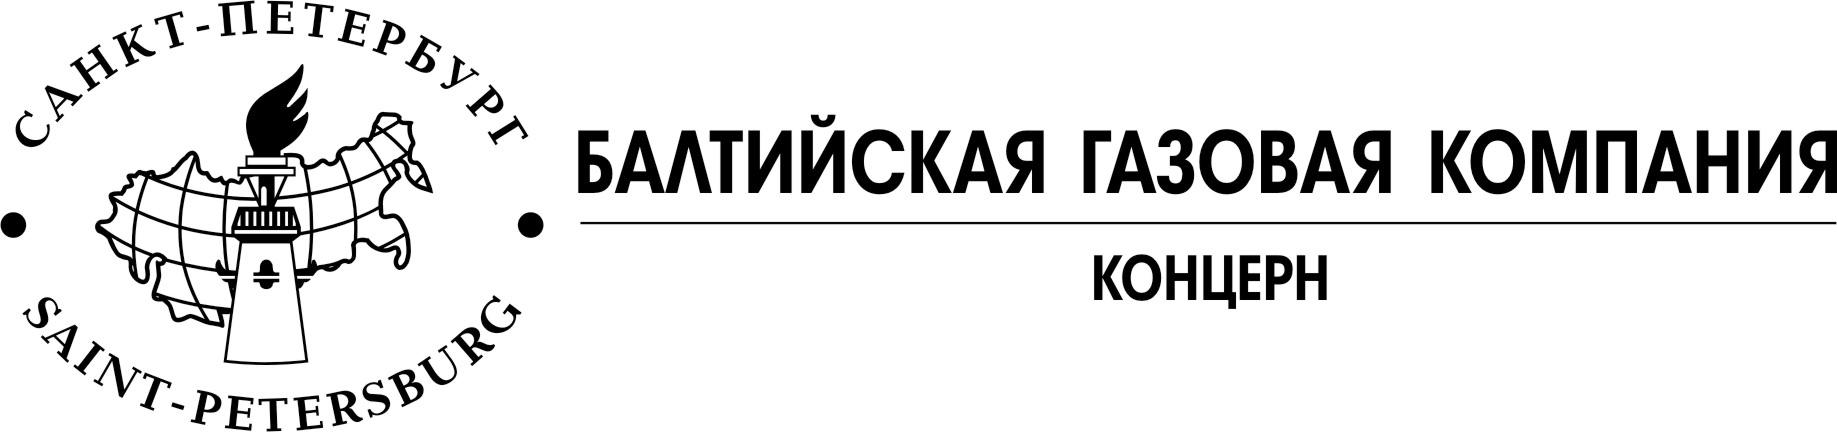 САНКТ-ПЕТЕРБУРГ
SAINT-PETERSBURG
БАЛТИЙСКАЯ ГАЗОВАЯ КОМПАНИЯ
КОНЦЕРН